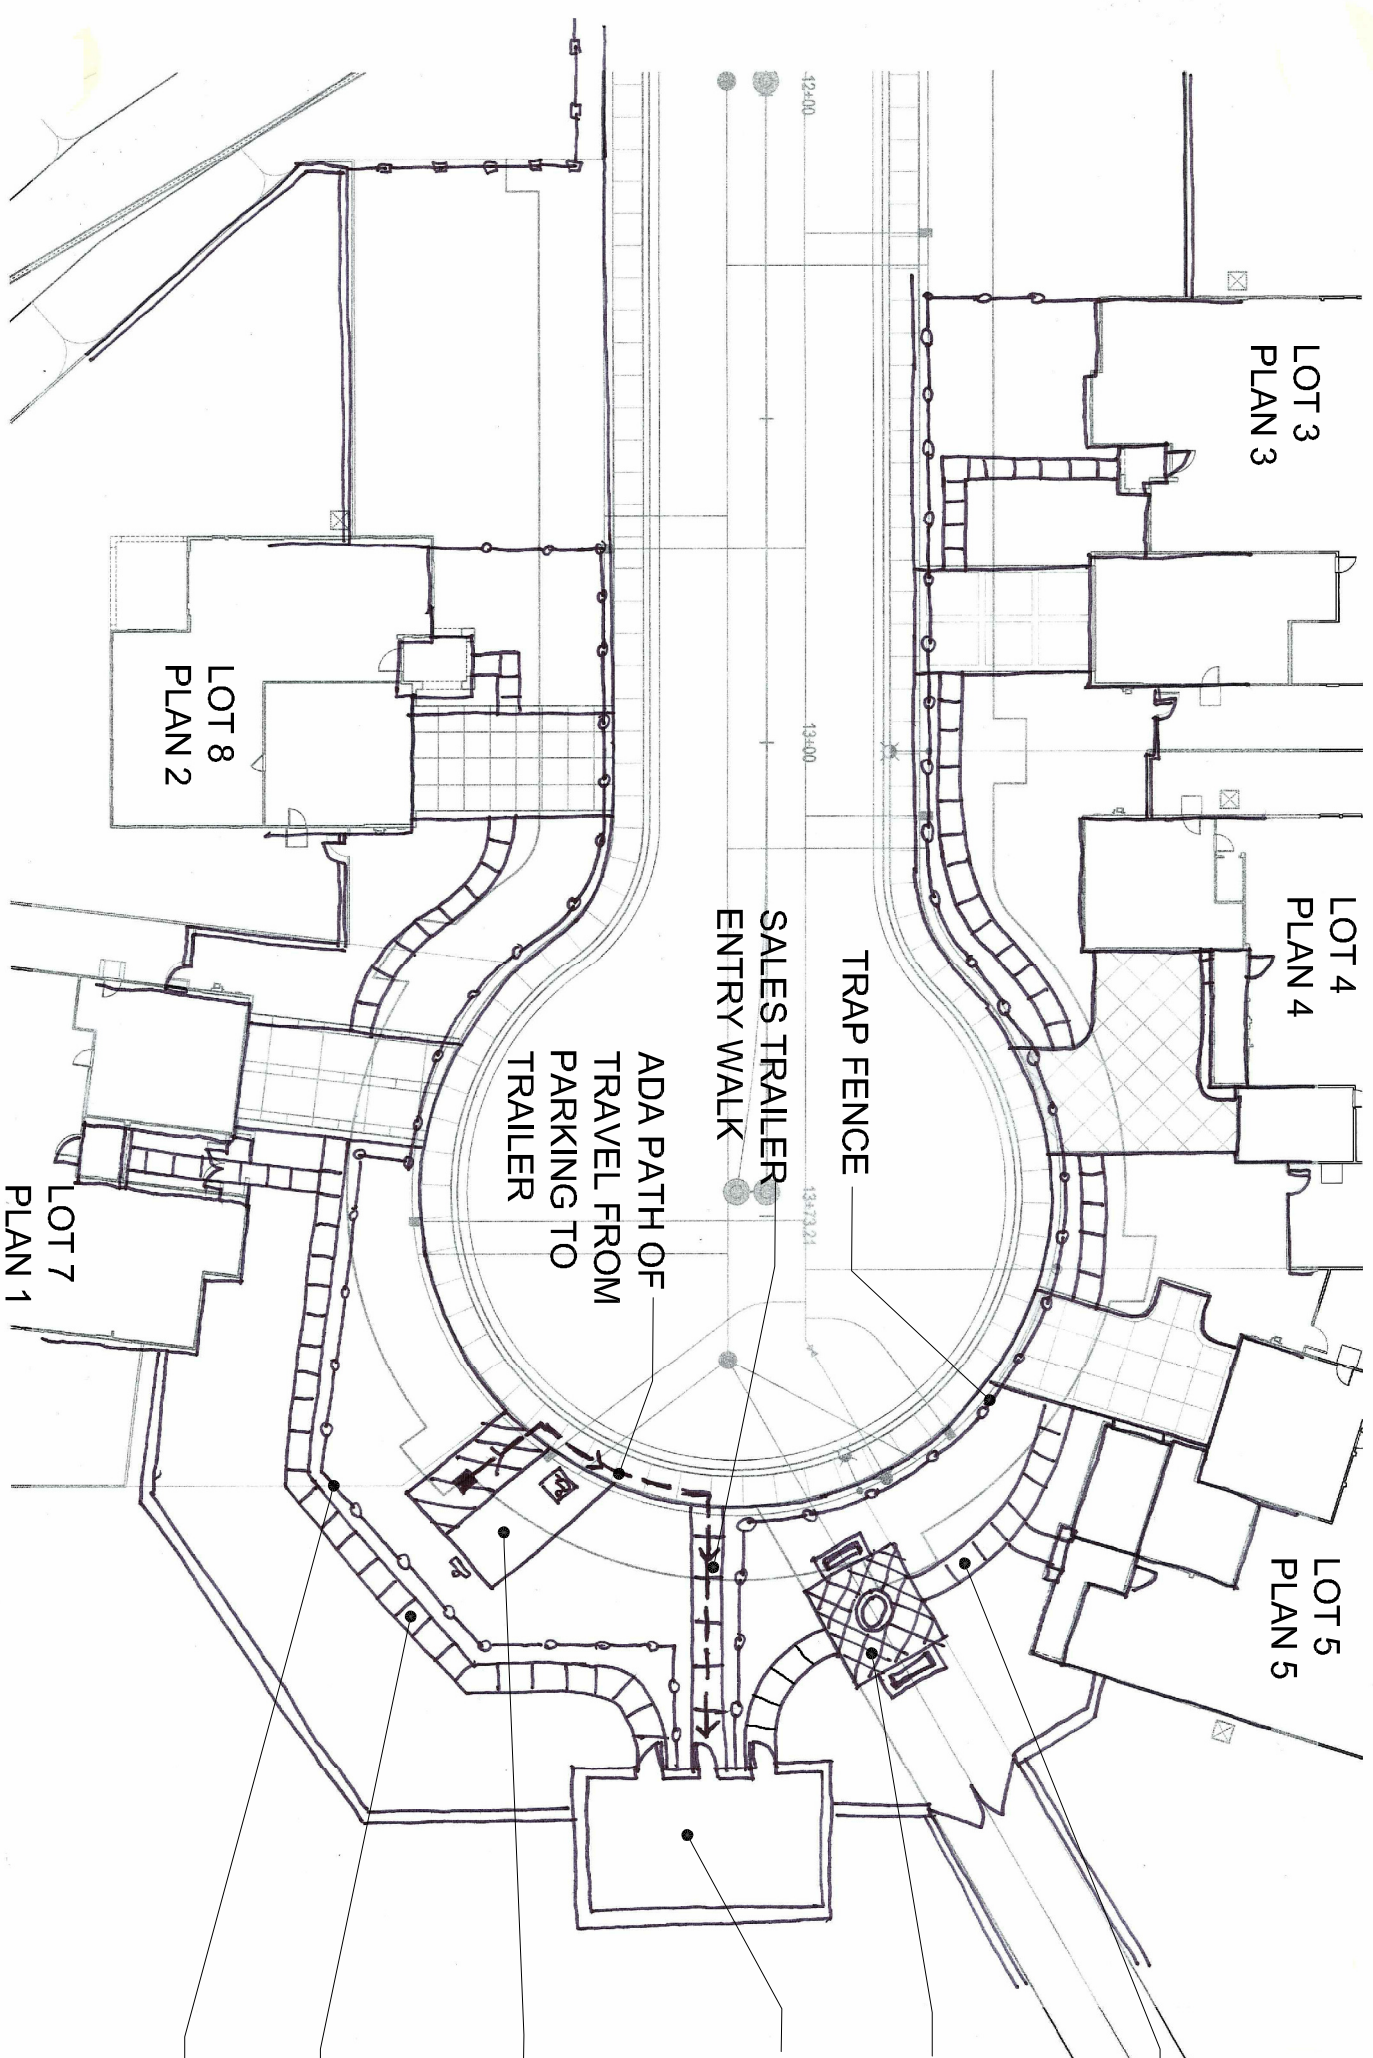 LOT 3
PLAN 3
LOT 4
PLAN 4
LOT 5
PLAN 5
12+00
13+00
13+73.21
TRAP FENCE
SALES TRAILER
ENTRY WALK
ADA PATH OF
TRAVEL FROM
PARKING TO
TRAILER
LOT 8
PLAN 2
LOT 7
PLAN 1